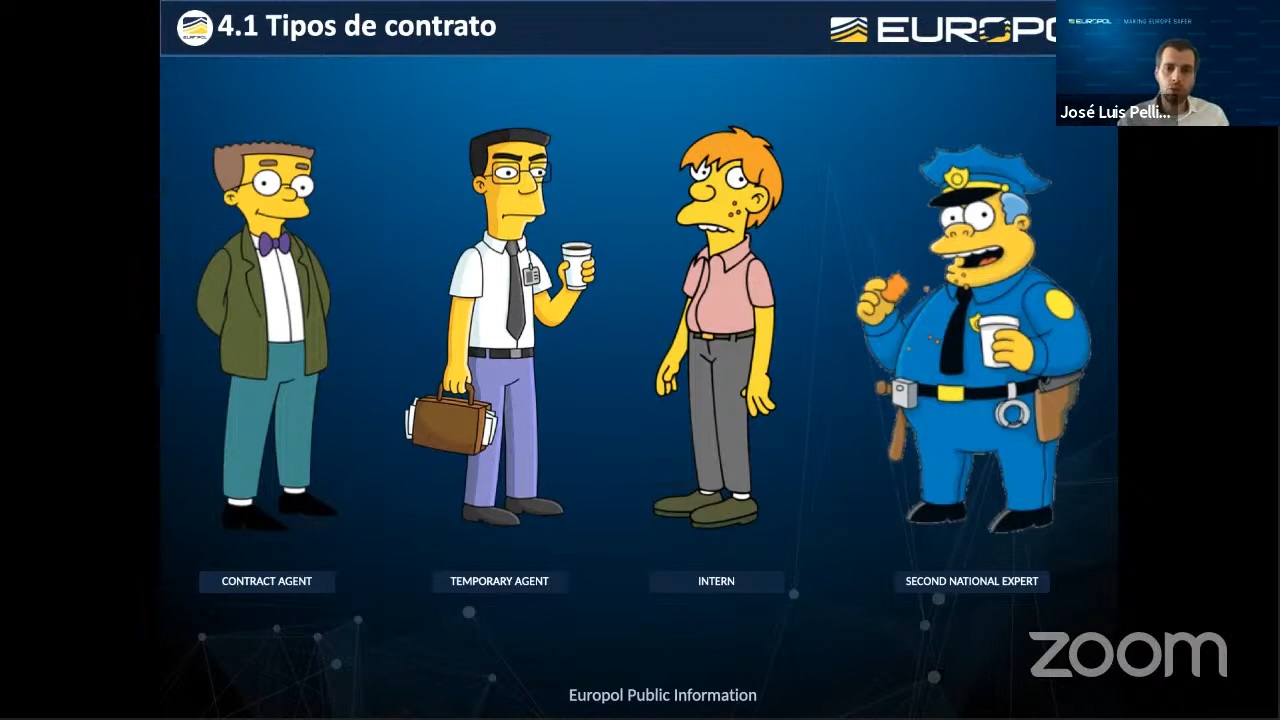 4.1 Tipos de contrato
EUROPO
EUROPOL MAKING EUROPE SAFER
José Luis Pelli...
CONTRACT AGENT
TEMPORARY AGENT
INTERN
SECOND NATIONAL EXPERT
zoom
Europol Public Information